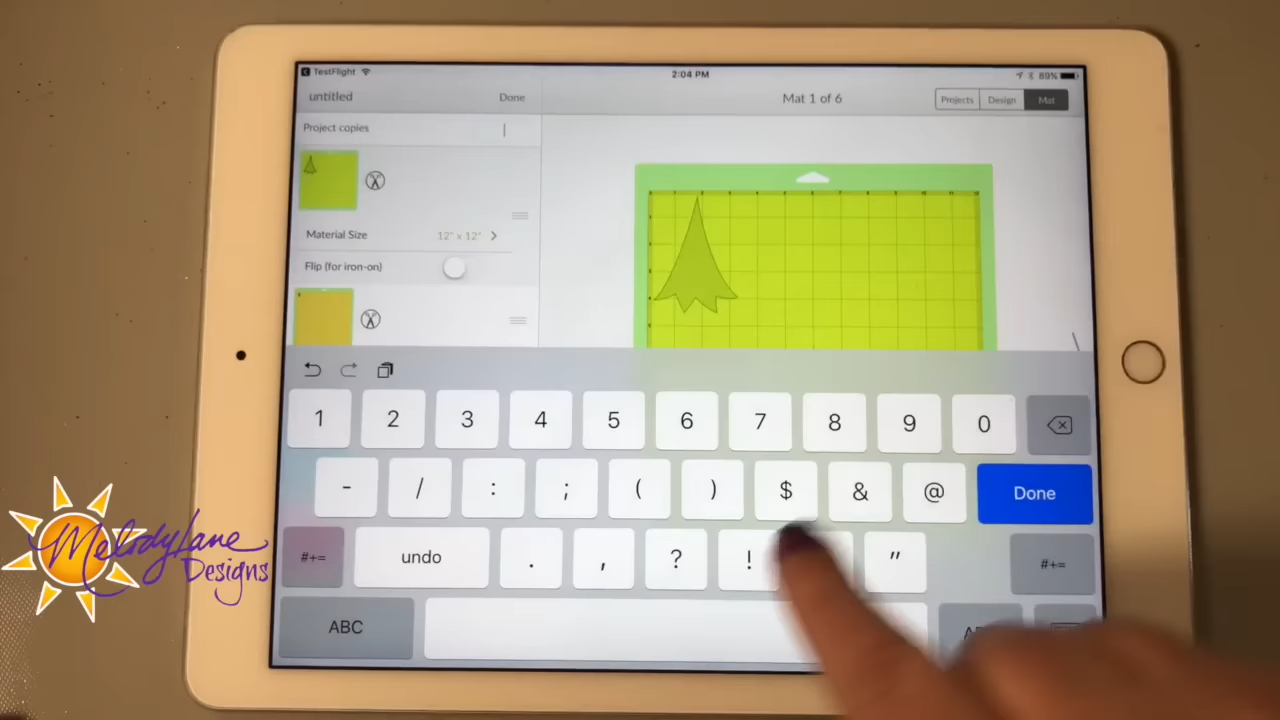 TestFlight 2:04 PM 89%
untitled Done Mat 1 of 6 Projects Design Mat
Project copies
Material Size 12" x 12"
Flip (for iron-on)
1 2 3 4 5 6 7 8 9 0
- / : ; ( ) $ & @ Done
#+= undo . , ? ! " #+=
ABC
MelodyLane
Designs